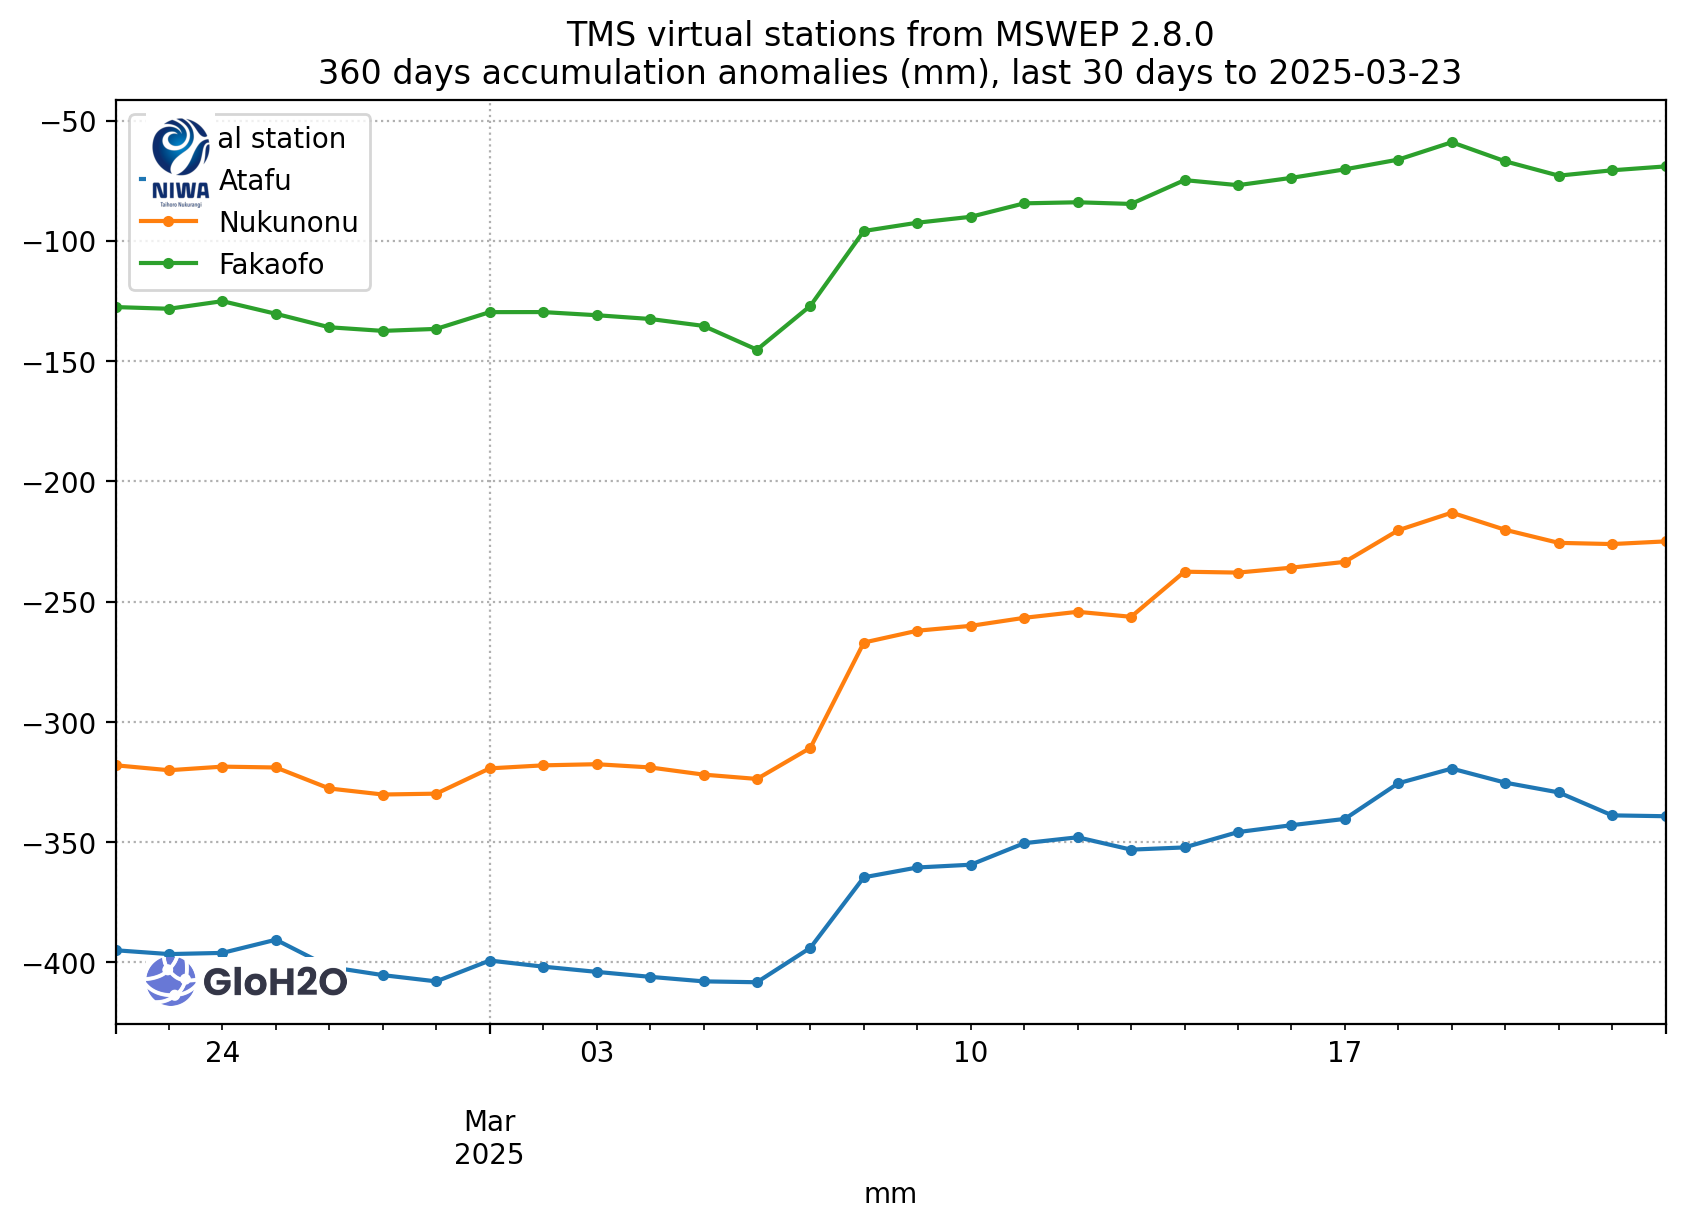 TMS virtual stations from MSWEP 2.8.0
360 days accumulation anomalies (mm), last 30 days to 2025-03-23
−50
−100
−150
−200
−250
−300
−350
−400
al station
Atafu
Nukunonu
Fakaofo
NIWA
Taihoro Nukurangi
GloH2O
24
03
10
17
Mar
2025
mm